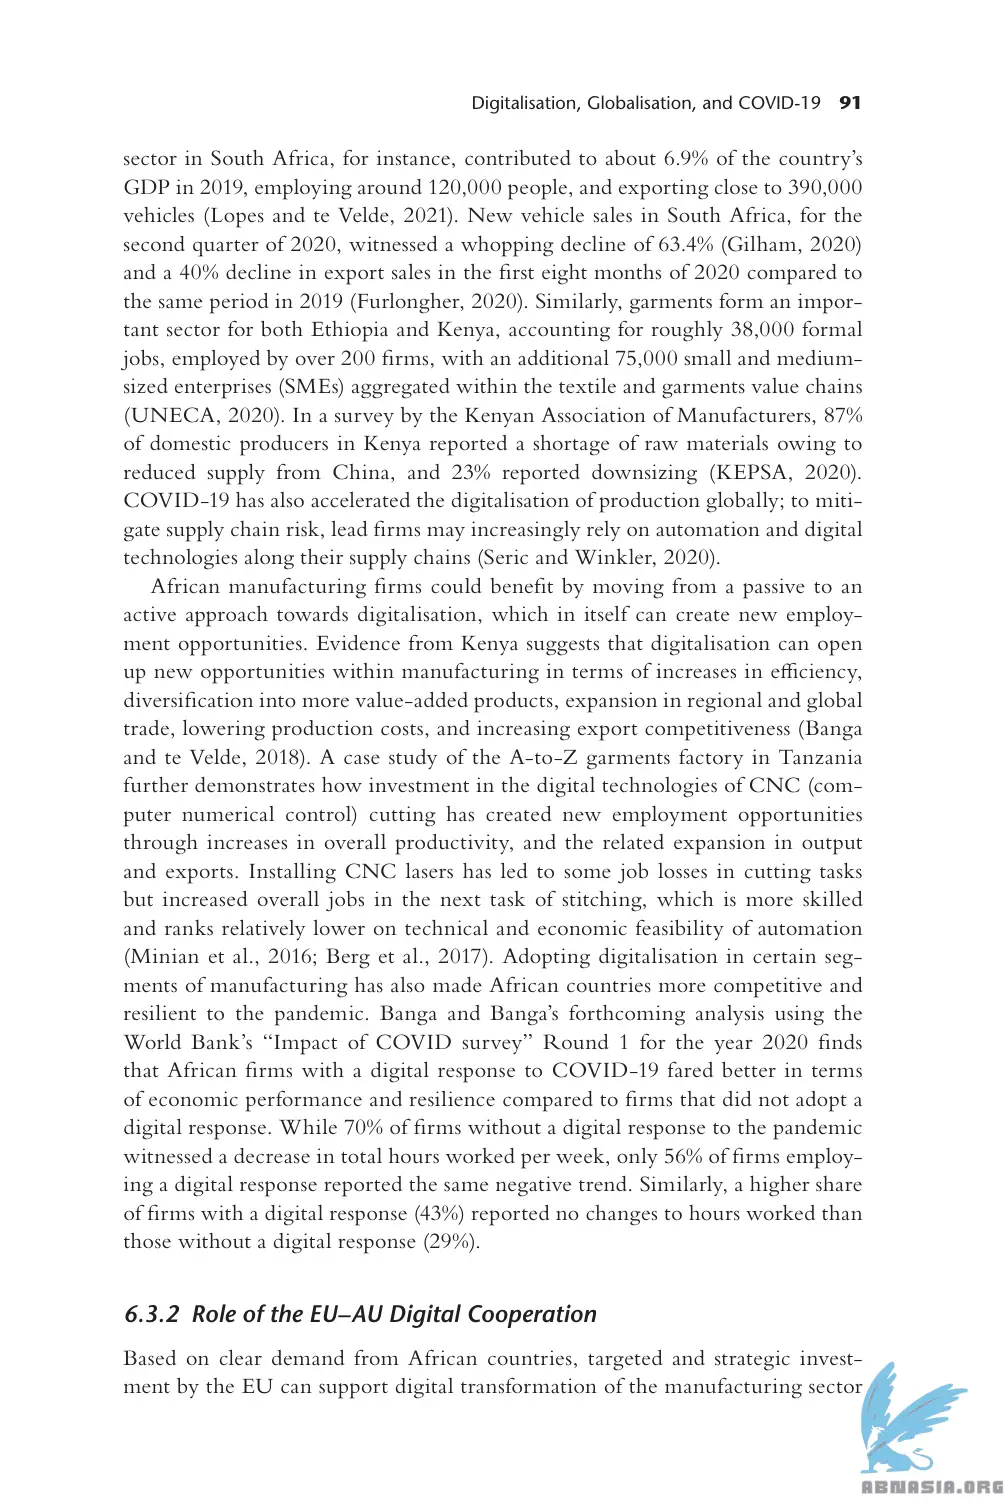 Digitalisation, Globalisation, and COVID-19 91
sector in South Africa, for instance, contributed to about 6.9% of the country's
GDP in 2019, employing around 120,000 people, and exporting close to 390,000
vehicles (Lopes and te Velde, 2021). New vehicle sales in South Africa, for the
second quarter of 2020, witnessed a whopping decline of 63.4% (Gilham, 2020)
and a 40% decline in export sales in the first eight months of 2020 compared to
the same period in 2019 (Furlongher, 2020). Similarly, garments form an impor-
tant sector for both Ethiopia and Kenya, accounting for roughly 38,000 formal
jobs, employed by over 200 firms, with an additional 75,000 small and medium-
sized enterprises (SMEs) aggregated within the textile and garments value chains
(UNECA, 2020). In a survey by the Kenyan Association of Manufacturers, 87%
of domestic producers in Kenya reported a shortage of raw materials owing to
reduced supply from China, and 23% reported downsizing (KEPSA, 2020).
COVID-19 has also accelerated the digitalisation of production globally; to miti-
gate supply chain risk, lead firms may increasingly rely on automation and digital
technologies along their supply chains (Seric and Winkler, 2020).
African manufacturing firms could benefit by moving from a passive to an
active approach towards digitalisation, which in itself can create new employ-
ment opportunities. Evidence from Kenya suggests that digitalisation can open
up new opportunities within manufacturing in terms of increases in efficiency,
diversification into more value-added products, expansion in regional and global
trade, lowering production costs, and increasing export competitiveness (Banga
and te Velde, 2018). A case study of the A-to-Z garments factory in Tanzania
further demonstrates how investment in the digital technologies of CNC (com-
puter numerical control) cutting has created new employment opportunities
through increases in overall productivity, and the related expansion in output
and exports. Installing CNC lasers has led to some job losses in cutting tasks
but increased overall jobs in the next task of stitching, which is more skilled
and ranks relatively lower on technical and economic feasibility of automation
(Minian et al., 2016; Berg et al., 2017). Adopting digitalisation in certain seg-
ments of manufacturing has also made African countries more competitive and
resilient to the pandemic. Banga and Banga's forthcoming analysis using the
World Bank's “Impact of COVID survey” Round 1 for the year 2020 finds
that African firms with a digital response to COVID-19 fared better in terms
of economic performance and resilience compared to firms that did not adopt a
digital response. While 70% of firms without a digital response to the pandemic
witnessed a decrease in total hours worked per week, only 56% of firms employ-
ing a digital response reported the same negative trend. Similarly, a higher share
of firms with a digital response (43%) reported no changes to hours worked than
those without a digital response (29%).
6.3.2 Role of the EU–AU Digital Cooperation
Based on clear demand from African countries, targeted and strategic invest-
ment by the EU can support digital transformation of the manufacturing sector
ABNASIA.ORG